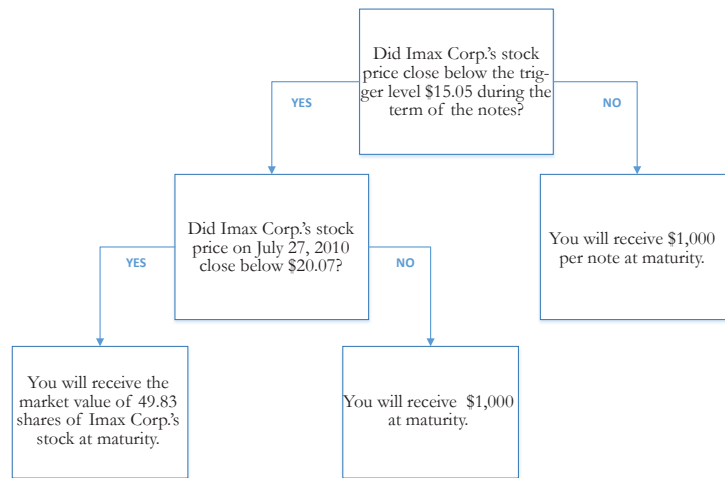 Did Imax Corp.'s stock
price close below the trig-
ger level $15.05 during the
term of the notes?
YES
NO
Did Imax Corp.'s stock
price on July 27, 2010
close below $20.07?
You will receive $1,000
per note at maturity.
YES
NO
You will receive the
market value of 49.83
shares of Imax Corp.'s
stock at maturity.
You will receive $1,000
at maturity.